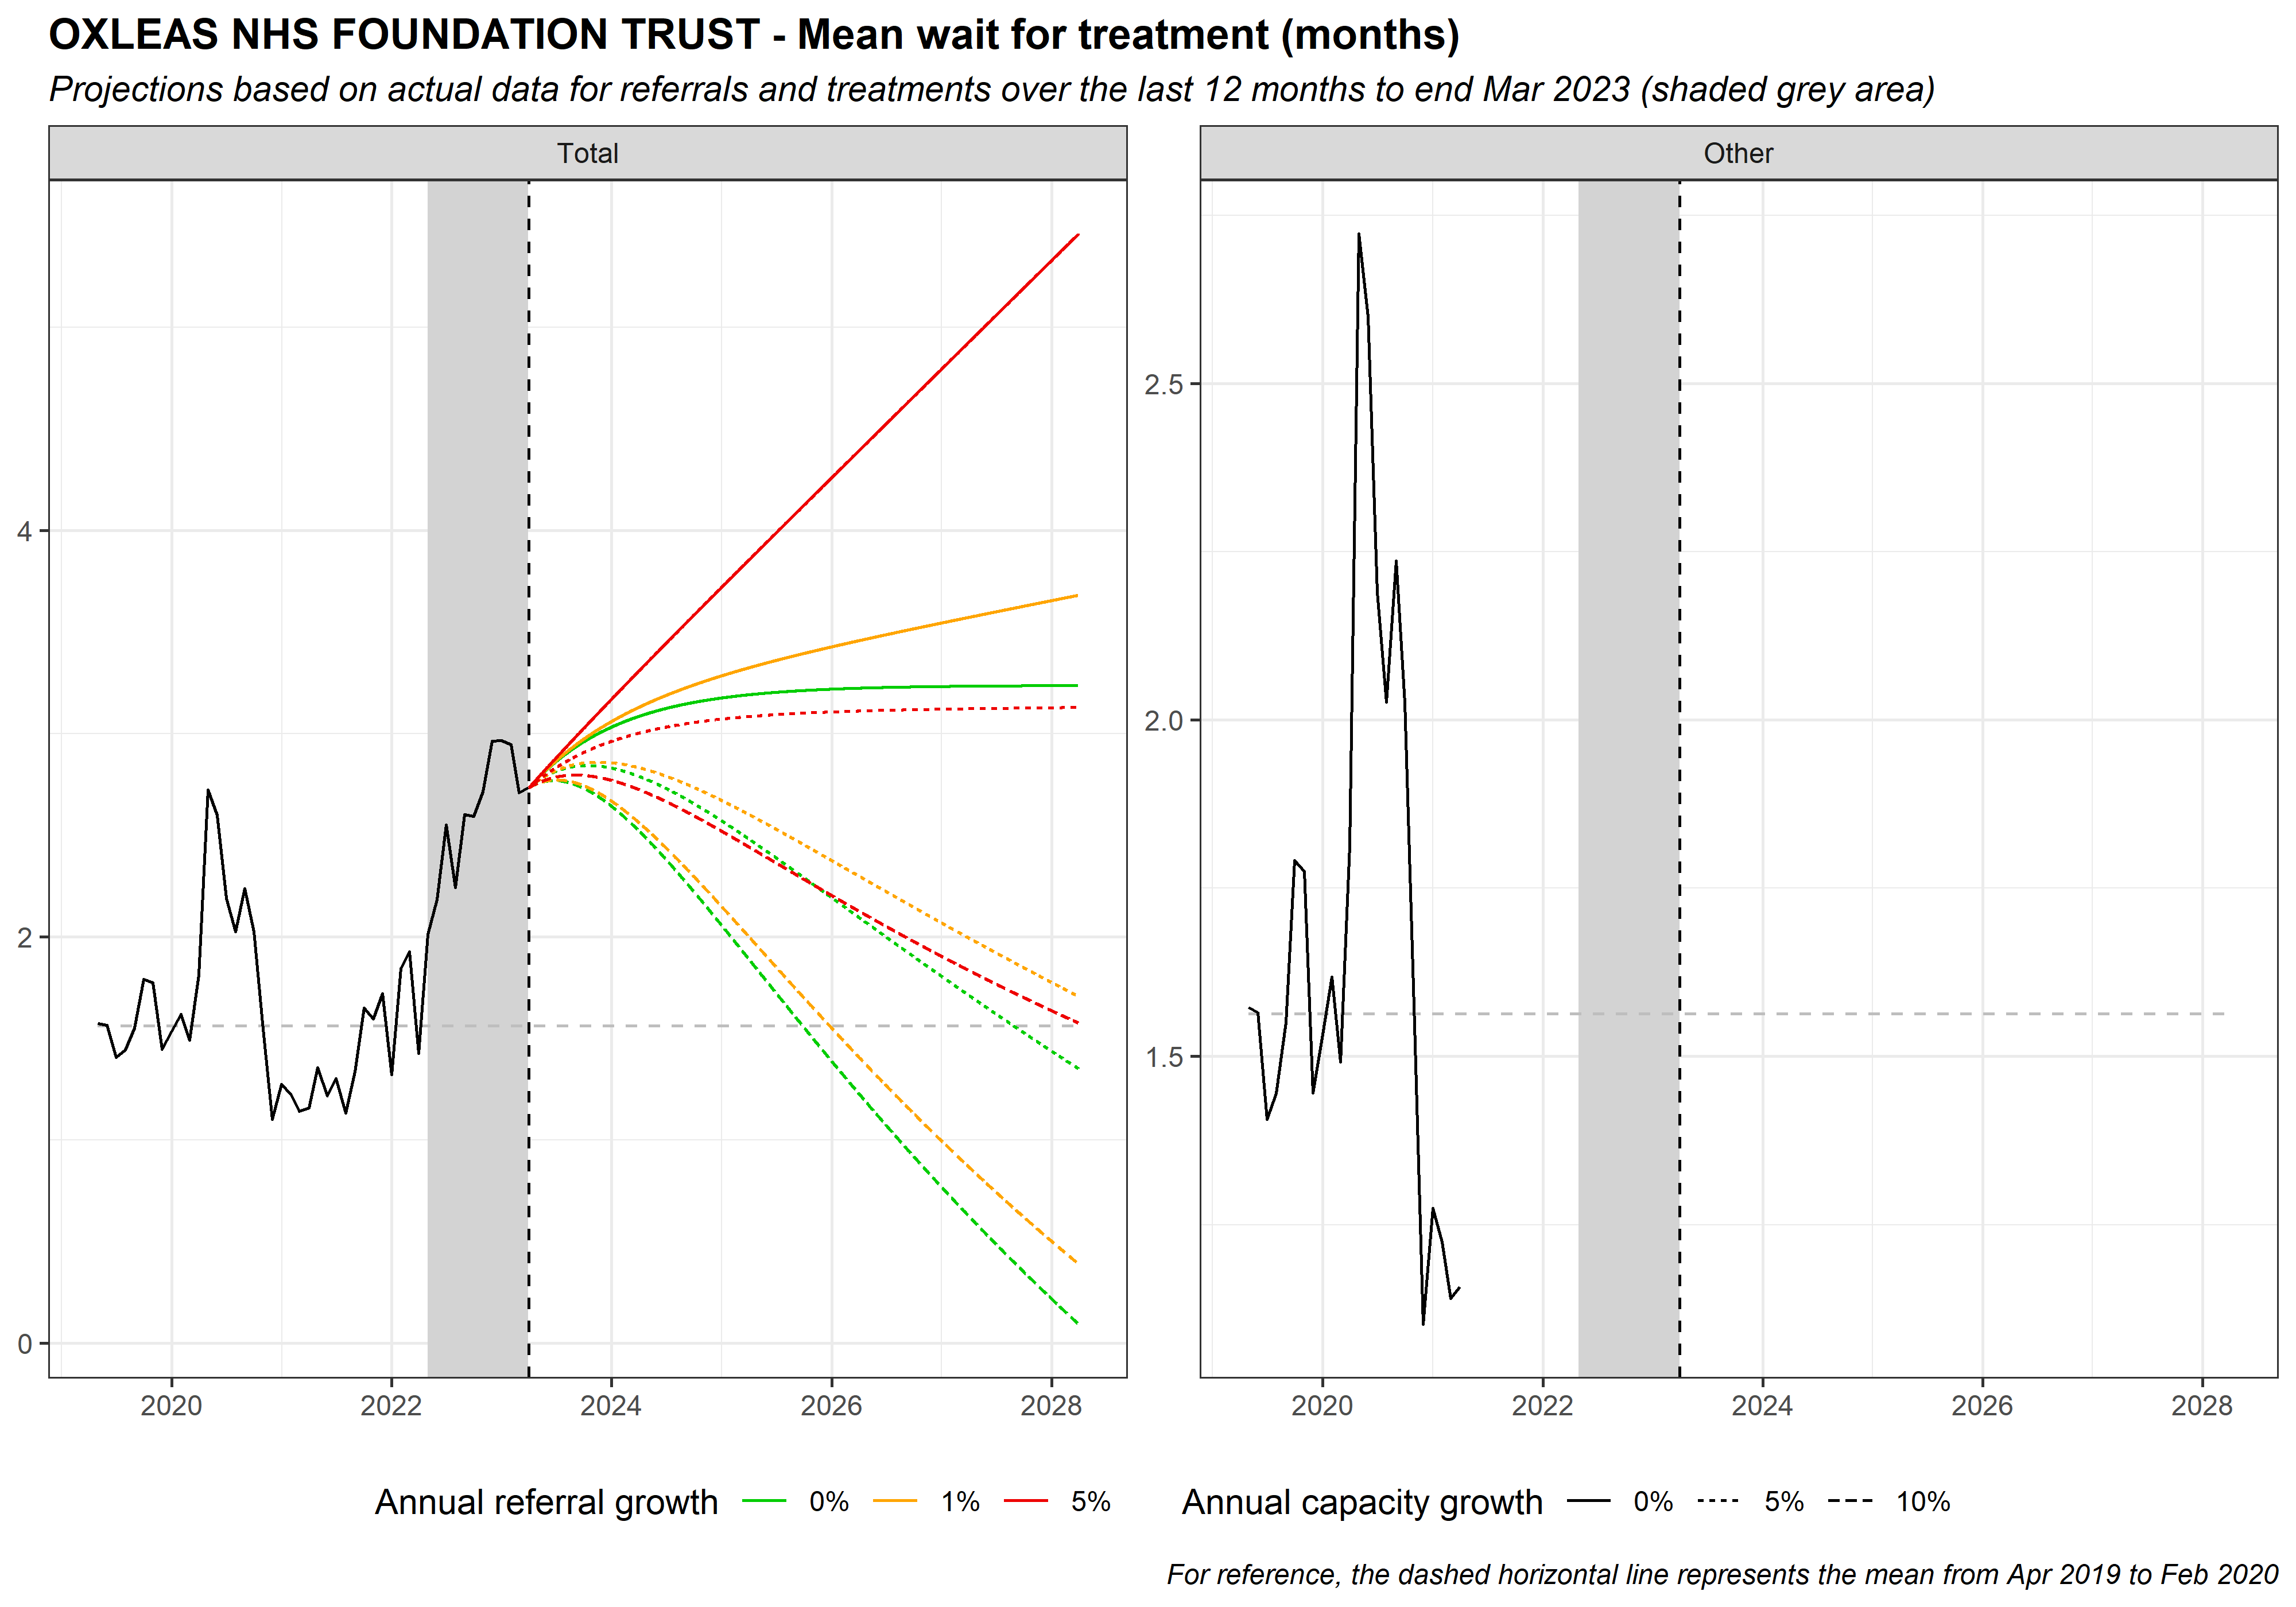 OXLEAS NHS FOUNDATION TRUST - Mean wait for treatment (months)
Projections based on actual data for referrals and treatments over the last 12 months to end Mar 2023 (shaded grey area)
Total
Other
4
2
0
2.5
2.0
1.5
2020 2022 2024 2026 2028
2020 2022 2024 2026 2028
Annual referral growth 0% 1% 5%
Annual capacity growth 0% 5% 10%
For reference, the dashed horizontal line represents the mean from Apr 2019 to Feb 2020